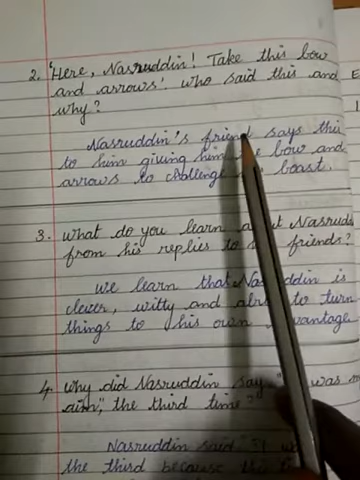 2. 'Here, Nasruddin! Take this bow
and arrows'. who said this and
why?
Nasruddin's friend says this
to him giving him the bow and
arrows to challenge boast.
3. what do you learn about Nasrudd
from his replies to friends?
we learn that Nasruddin is
clever, witty and able to turn
things to his own advantage
4. why did Nasruddin say, was
aim", the third time?
Nasruddin said "It
the third because the